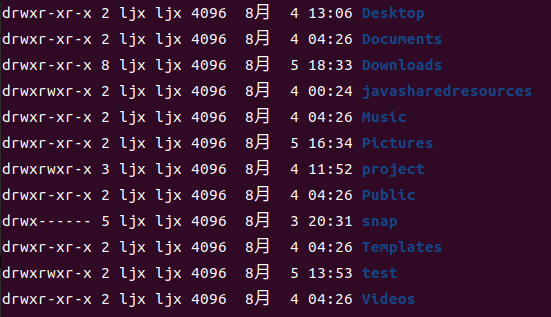 drwxr-xr-x 2 ljx ljx 4096  8月   4 13:06 Desktop
drwxr-xr-x 2 ljx ljx 4096  8月   4 04:26 Documents
drwxr-xr-x 8 ljx ljx 4096  8月   5 18:33 Downloads
drwxrwxr-x 2 ljx ljx 4096  8月   4 00:24 javasharedresources
drwxr-xr-x 2 ljx ljx 4096  8月   4 04:26 Music
drwxr-xr-x 2 ljx ljx 4096  8月   5 16:34 Pictures
drwxrwxr-x 3 ljx ljx 4096  8月   4 11:52 project
drwxr-xr-x 2 ljx ljx 4096  8月   4 04:26 Public
drwx------ 5 ljx ljx 4096  8月   3 20:31 snap
drwxr-xr-x 2 ljx ljx 4096  8月   4 04:26 Templates
drwxrwxr-x 2 ljx ljx 4096  8月   5 13:53 test
drwxr-xr-x 2 ljx ljx 4096  8月   4 04:26 Videos